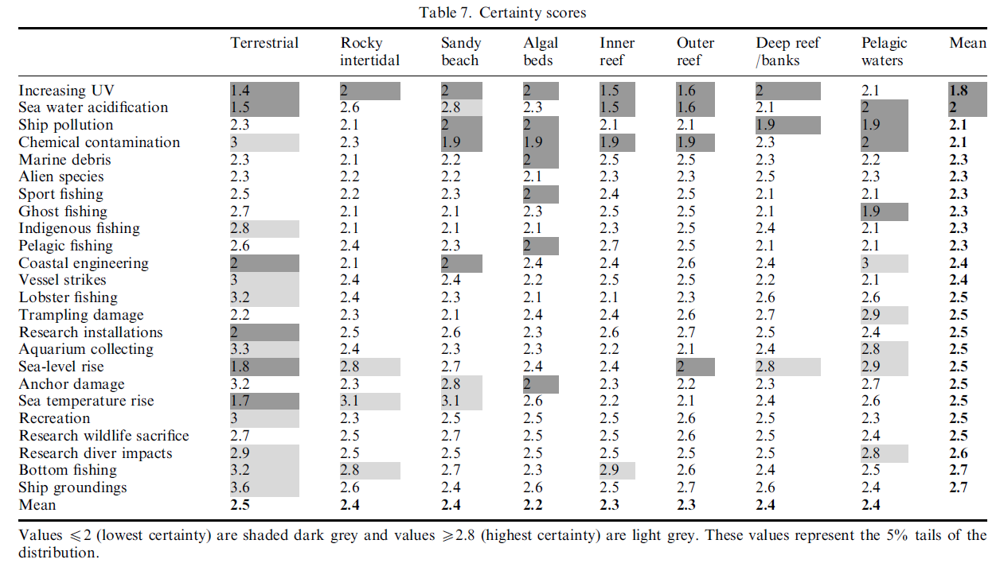 Table 7. Certainty scores
Terrestrial Rocky intertidal Sandy beach Algal beds Inner reef Outer reef Deep reef /banks Pelagic waters Mean
Increasing UV 1.4 2 2 2 1.5 1.6 2 2.1 1.8
Sea water acidification 1.5 2.6 2.8 2.3 1.5 1.6 2.1 2 2
Ship pollution 2.3 2.1 2 2 2.1 2.1 1.9 1.9 2.1
Chemical contamination 3 2.3 1.9 1.9 1.9 1.9 2.3 2 2.1
Marine debris 2.3 2.1 2.2 2 2.5 2.5 2.3 2.2 2.3
Alien species 2.3 2.2 2.2 2.1 2.3 2.3 2.5 2.3 2.3
Sport fishing 2.5 2.2 2.3 2 2.4 2.5 2.1 2.1 2.3
Ghost fishing 2.7 2.1 2.1 2.3 2.5 2.5 2.1 1.9 2.3
Indigenous fishing 2.8 2.1 2.1 2.1 2.3 2.5 2.4 2.1 2.3
Pelagic fishing 2.6 2.4 2.3 2 2.7 2.5 2.1 2.1 2.3
Coastal engineering 2 2.1 2 2.4 2.4 2.6 2.4 3 2.4
Vessel strikes 3 2.4 2.4 2.2 2.5 2.5 2.2 2.1 2.4
Lobster fishing 3.2 2.4 2.3 2.1 2.1 2.3 2.6 2.6 2.5
Trampling damage 2.2 2.3 2.1 2.4 2.4 2.6 2.7 2.9 2.5
Research installations 2 2.5 2.6 2.3 2.6 2.7 2.5 2.4 2.5
Aquarium collecting 3.3 2.4 2.3 2.3 2.2 2.1 2.4 2.8 2.5
Sea-level rise 1.8 2.8 2.7 2.4 2.4 2 2.8 2.9 2.5
Anchor damage 3.2 2.3 2.8 2 2.3 2.2 2.3 2.7 2.5
Sea temperature rise 1.7 3.1 3.1 2.6 2.2 2.1 2.4 2.6 2.5
Recreation 3 2.3 2.5 2.5 2.5 2.6 2.5 2.3 2.5
Research wildlife sacrifice 2.7 2.5 2.7 2.5 2.5 2.6 2.5 2.4 2.5
Research diver impacts 2.9 2.5 2.5 2.5 2.5 2.5 2.5 2.8 2.6
Bottom fishing 3.2 2.8 2.7 2.3 2.9 2.6 2.4 2.5 2.7
Ship groundings 3.6 2.6 2.4 2.6 2.5 2.7 2.6 2.4 2.7
Mean 2.5 2.4 2.4 2.2 2.3 2.3 2.4 2.4
Values ⩽2 (lowest certainty) are shaded dark grey and values ⩾2.8 (highest certainty) are light grey. These values represent the 5% tails of the
distribution.